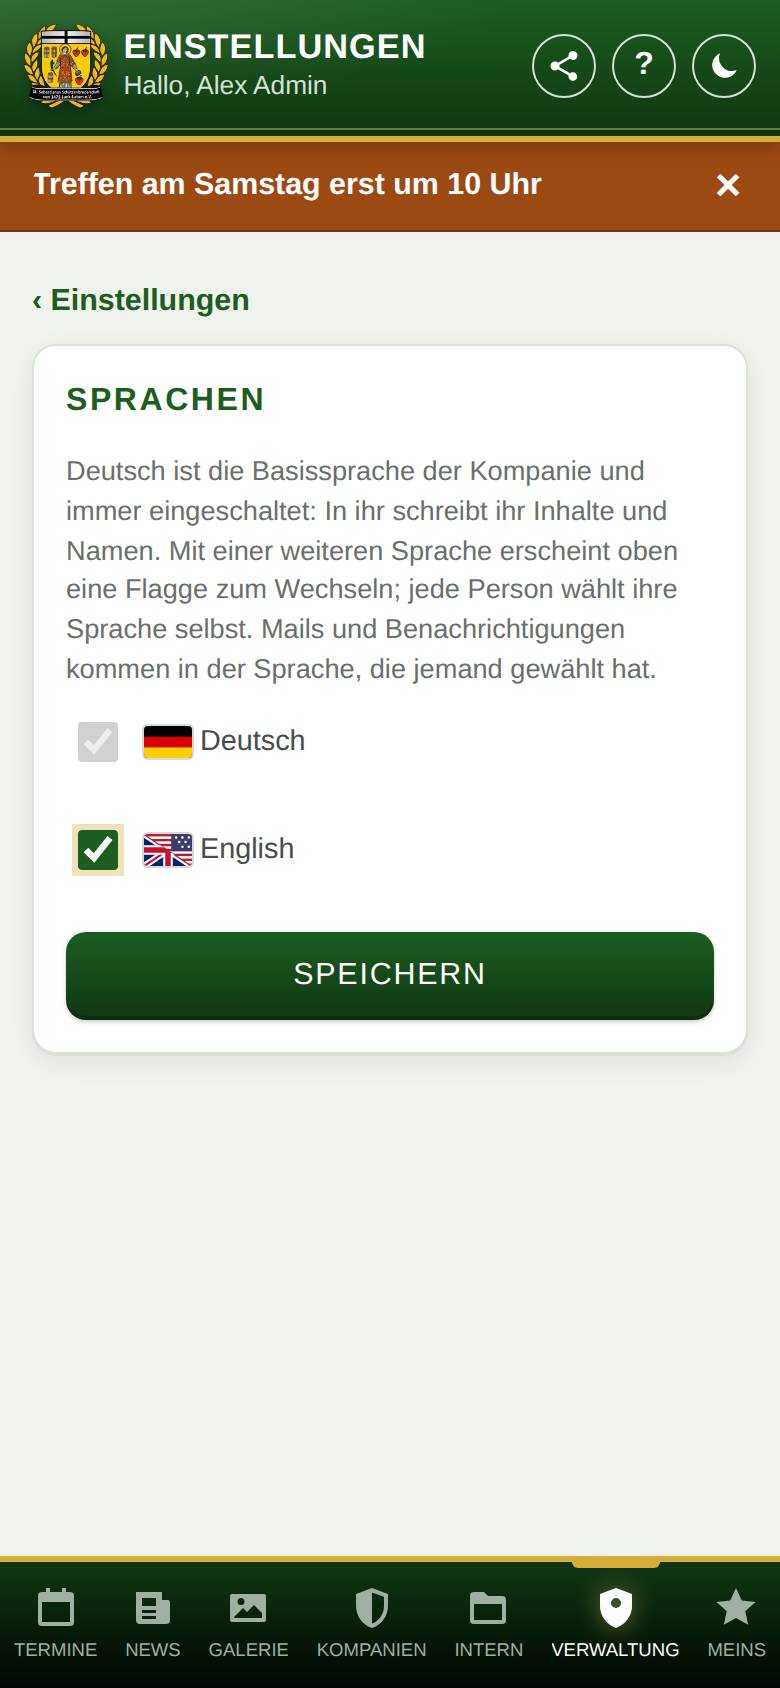 EINSTELLUNGEN
Hallo, Alex Admin
?
Treffen am Samstag erst um 10 Uhr
×
‹ Einstellungen
SPRACHEN
Deutsch ist die Basissprache der Kompanie und
immer eingeschaltet: In ihr schreibt ihr Inhalte und
Namen. Mit einer weiteren Sprache erscheint oben
eine Flagge zum Wechseln; jede Person wählt ihre
Sprache selbst. Mails und Benachrichtigungen
kommen in der Sprache, die jemand gewählt hat.
Deutsch
English
SPEICHERN
TERMINE NEWS GALERIE KOMPANIEN INTERN VERWALTUNG MEINS